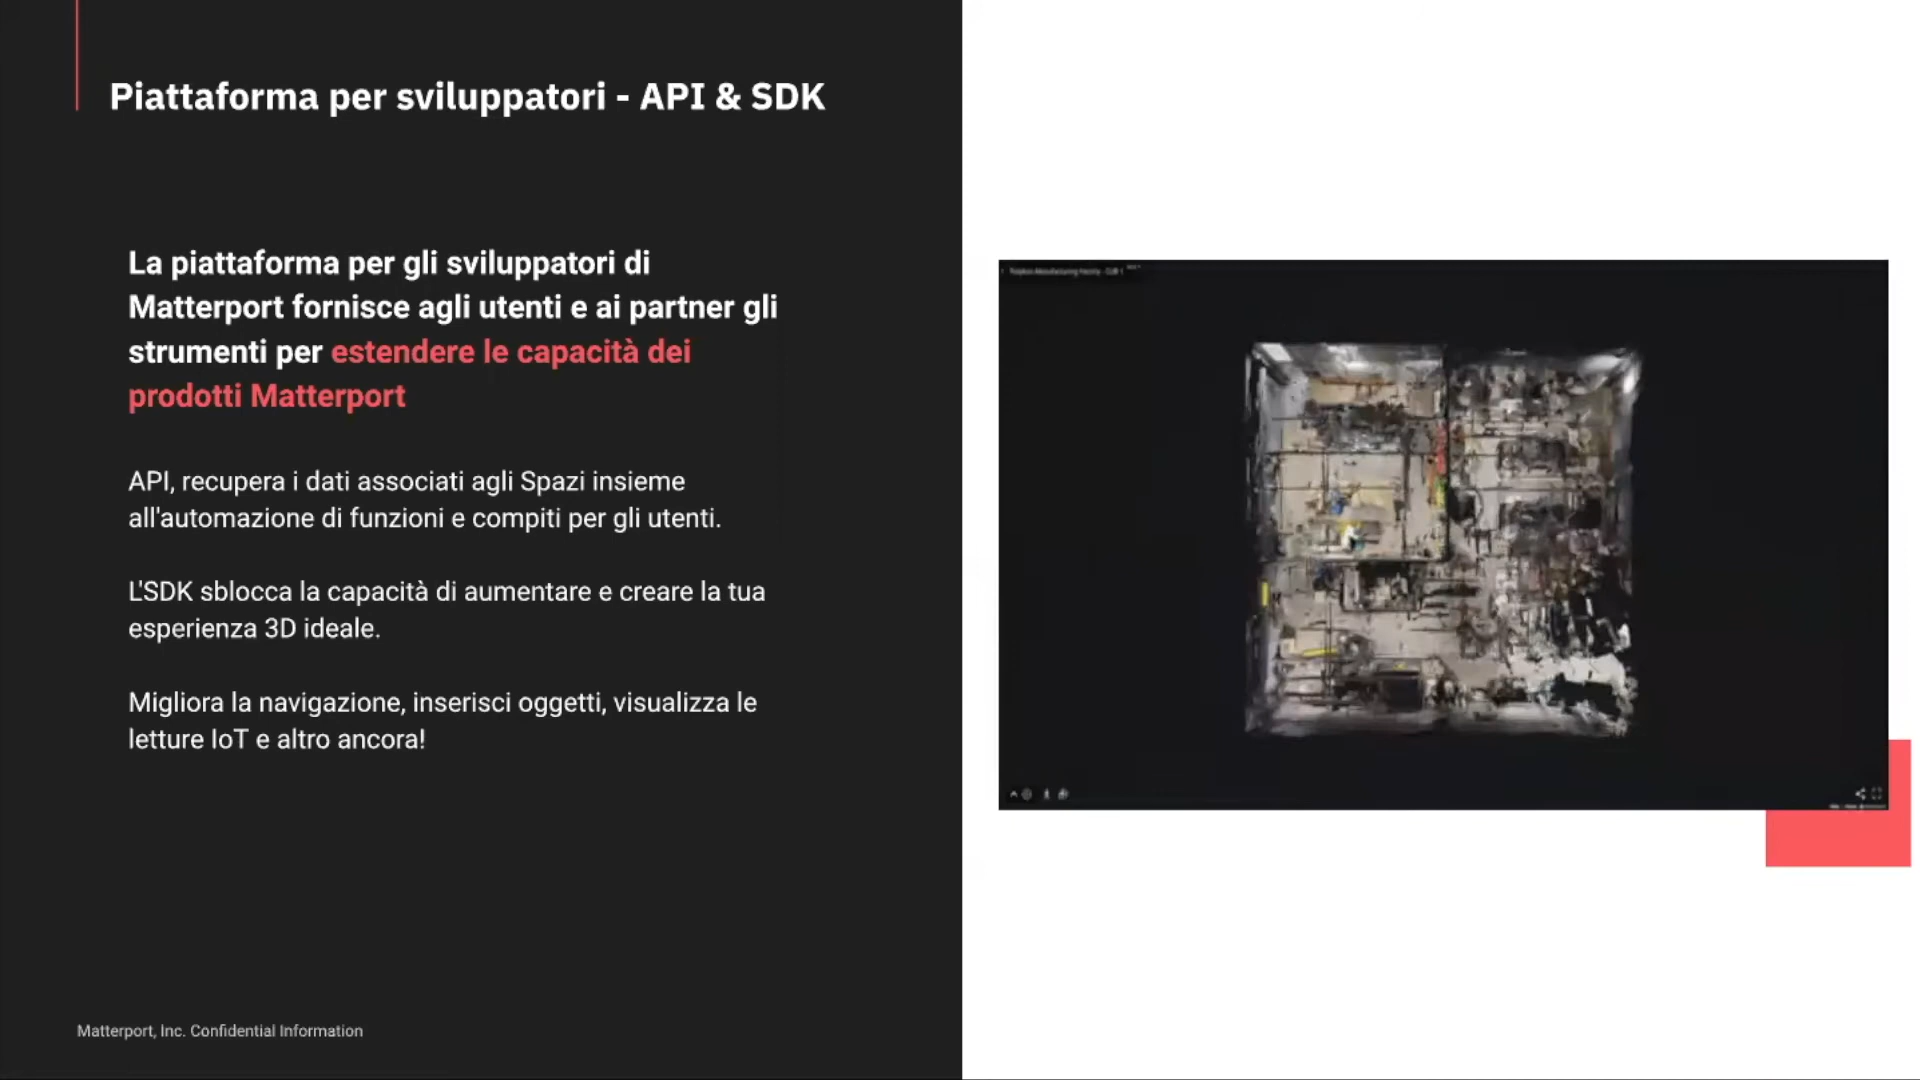 Piattaforma per sviluppatori - API & SDK
La piattaforma per gli sviluppatori di
Matterport fornisce agli utenti e ai partner gli
strumenti per estendere le capacità dei
prodotti Matterport
API, recupera i dati associati agli Spazi insieme
all'automazione di funzioni e compiti per gli utenti.
L'SDK sblocca la capacità di aumentare e creare la tua
esperienza 3D ideale.
Migliora la navigazione, inserisci oggetti, visualizza le
letture IoT e altro ancora!
Matterport, Inc. Confidential Information